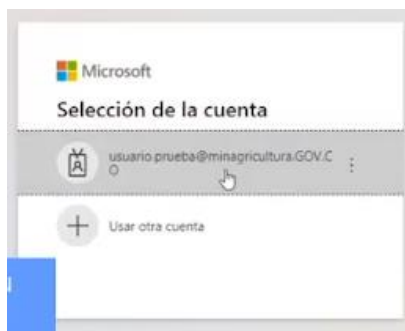 Microsoft
Selección de la cuenta
usuario.prueba@minagricultura.GOV.C
O
Usar otra cuenta